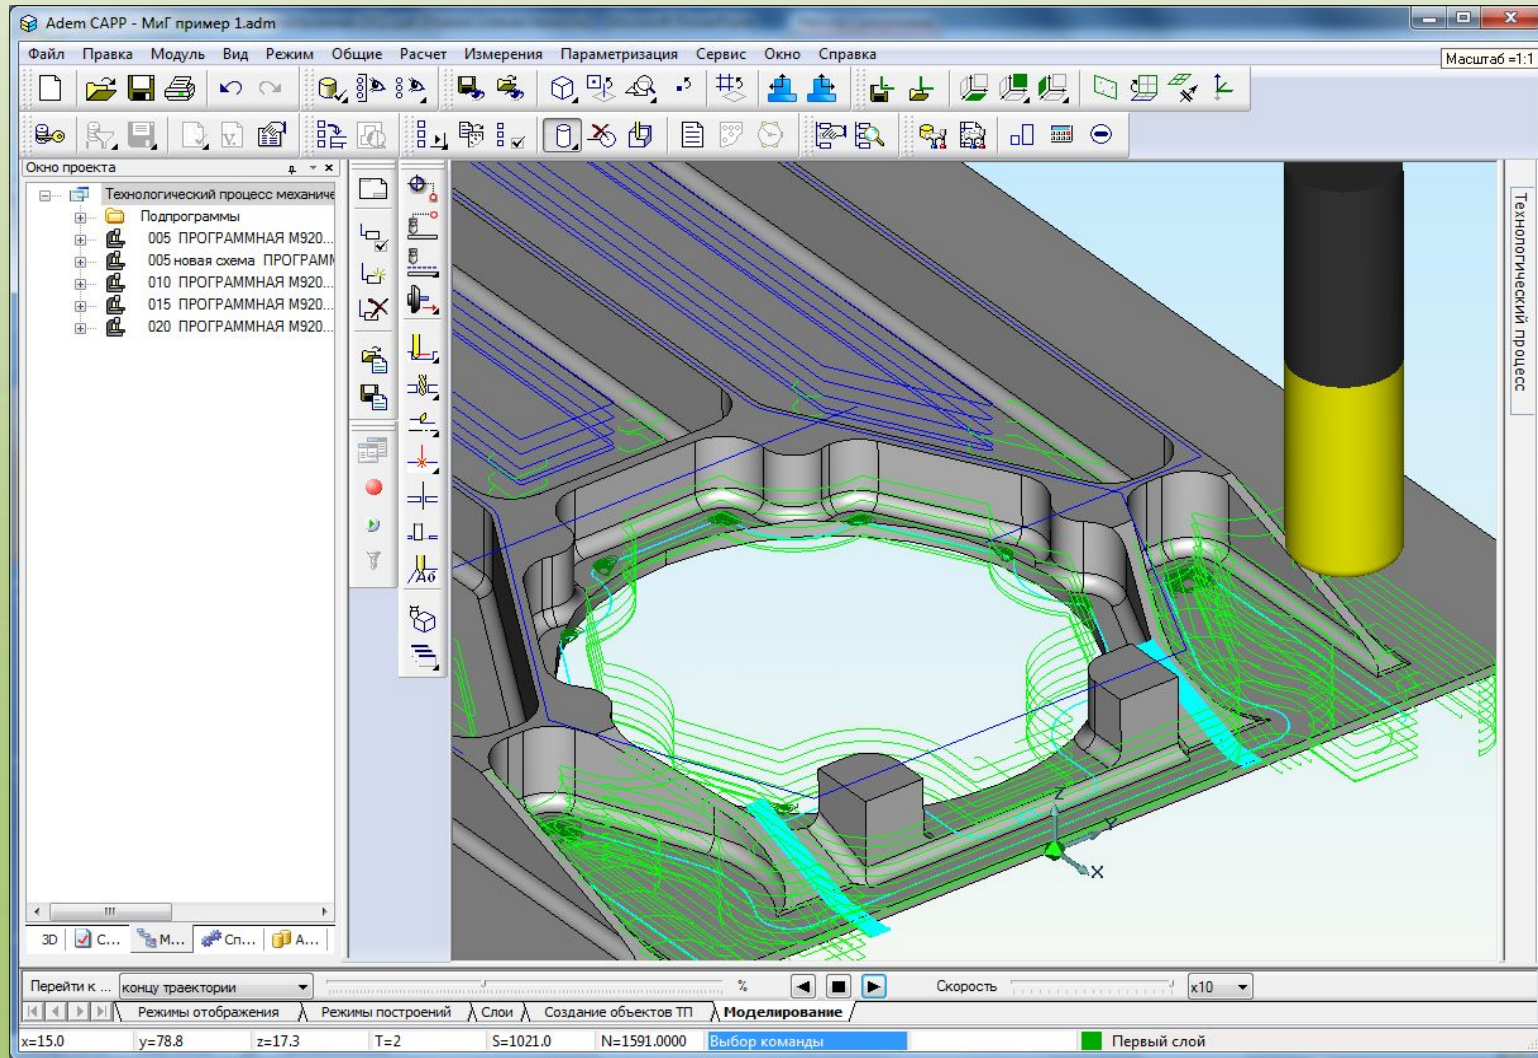 Adem CAPP - МиГ пример 1.adm
Файл Правка Модуль Вид Режим Общие Расчет Измерения Параметризация Сервис Окно Справка
Масштаб =1:1
Окно проекта
Технологический процесс механиче
Подпрограммы
005 ПРОГРАММНАЯ М920...
005 новая схема ПРОГРАММ
010 ПРОГРАММНАЯ М920...
015 ПРОГРАММНАЯ М920...
020 ПРОГРАММНАЯ М920...
Технологический процесс
Z
Y
X
3D С... М... Сп... А...
Перейти к ... концу траектории % Скорость x10
Режимы отображения Режимы построений Слои Создание объектов ТП Моделирование
x=15.0 y=78.8 z=17.3 T=2 S=1021.0 N=1591.0000 Выбор команды Первый слой